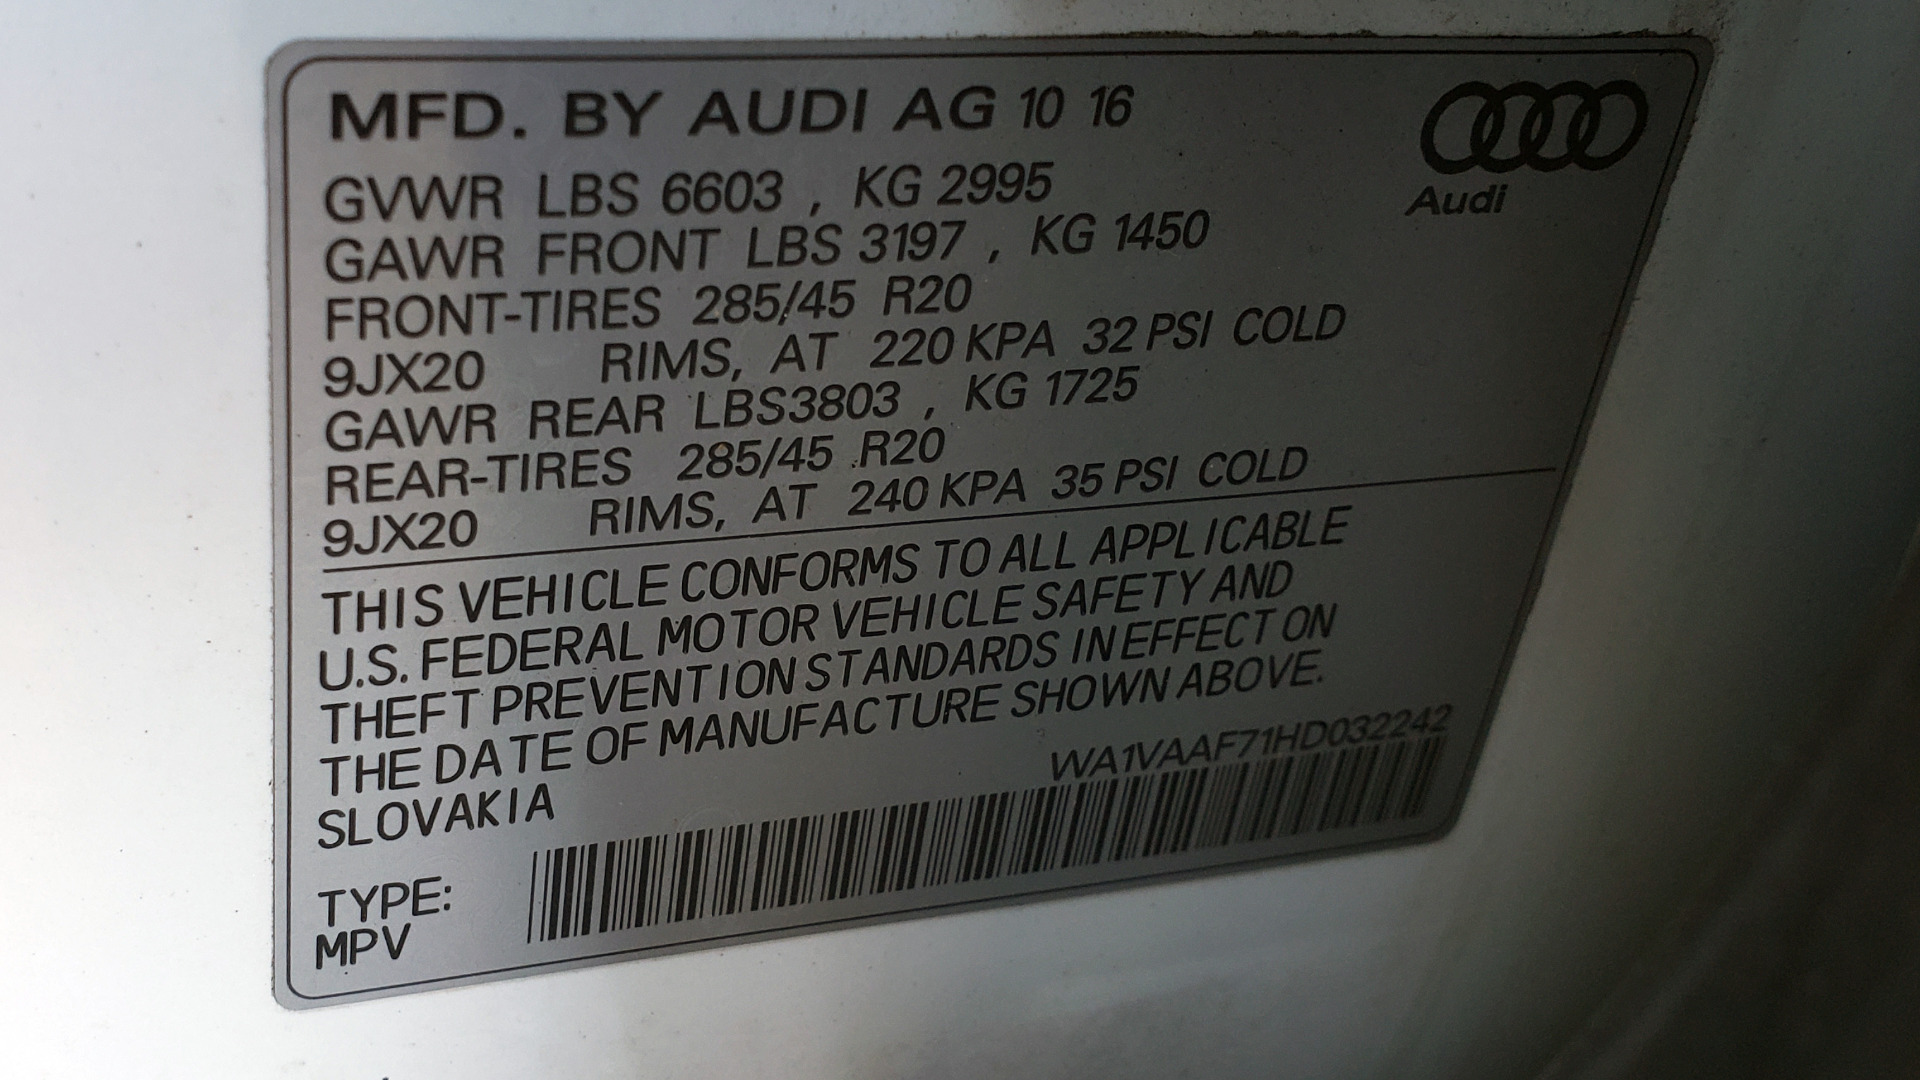 MFD. BY AUDI AG 10 16
Audi
GVWR LBS 6603 , KG 2995
GAWR FRONT LBS 3197 , KG 1450
FRONT-TIRES 285/45 R20
9JX20 RIMS, AT 220 KPA 32 PSI COLD
GAWR REAR LBS3803 , KG 1725
REAR-TIRES 285/45 R20
9JX20 RIMS, AT 240 KPA 35 PSI COLD
THIS VEHICLE CONFORMS TO ALL APPLICABLE
U.S. FEDERAL MOTOR VEHICLE SAFETY AND
THEFT PREVENTION STANDARDS IN EFFECT ON
THE DATE OF MANUFACTURE SHOWN ABOVE.
SLOVAKIA
WA1VAAF71HD032242
TYPE:
MPV